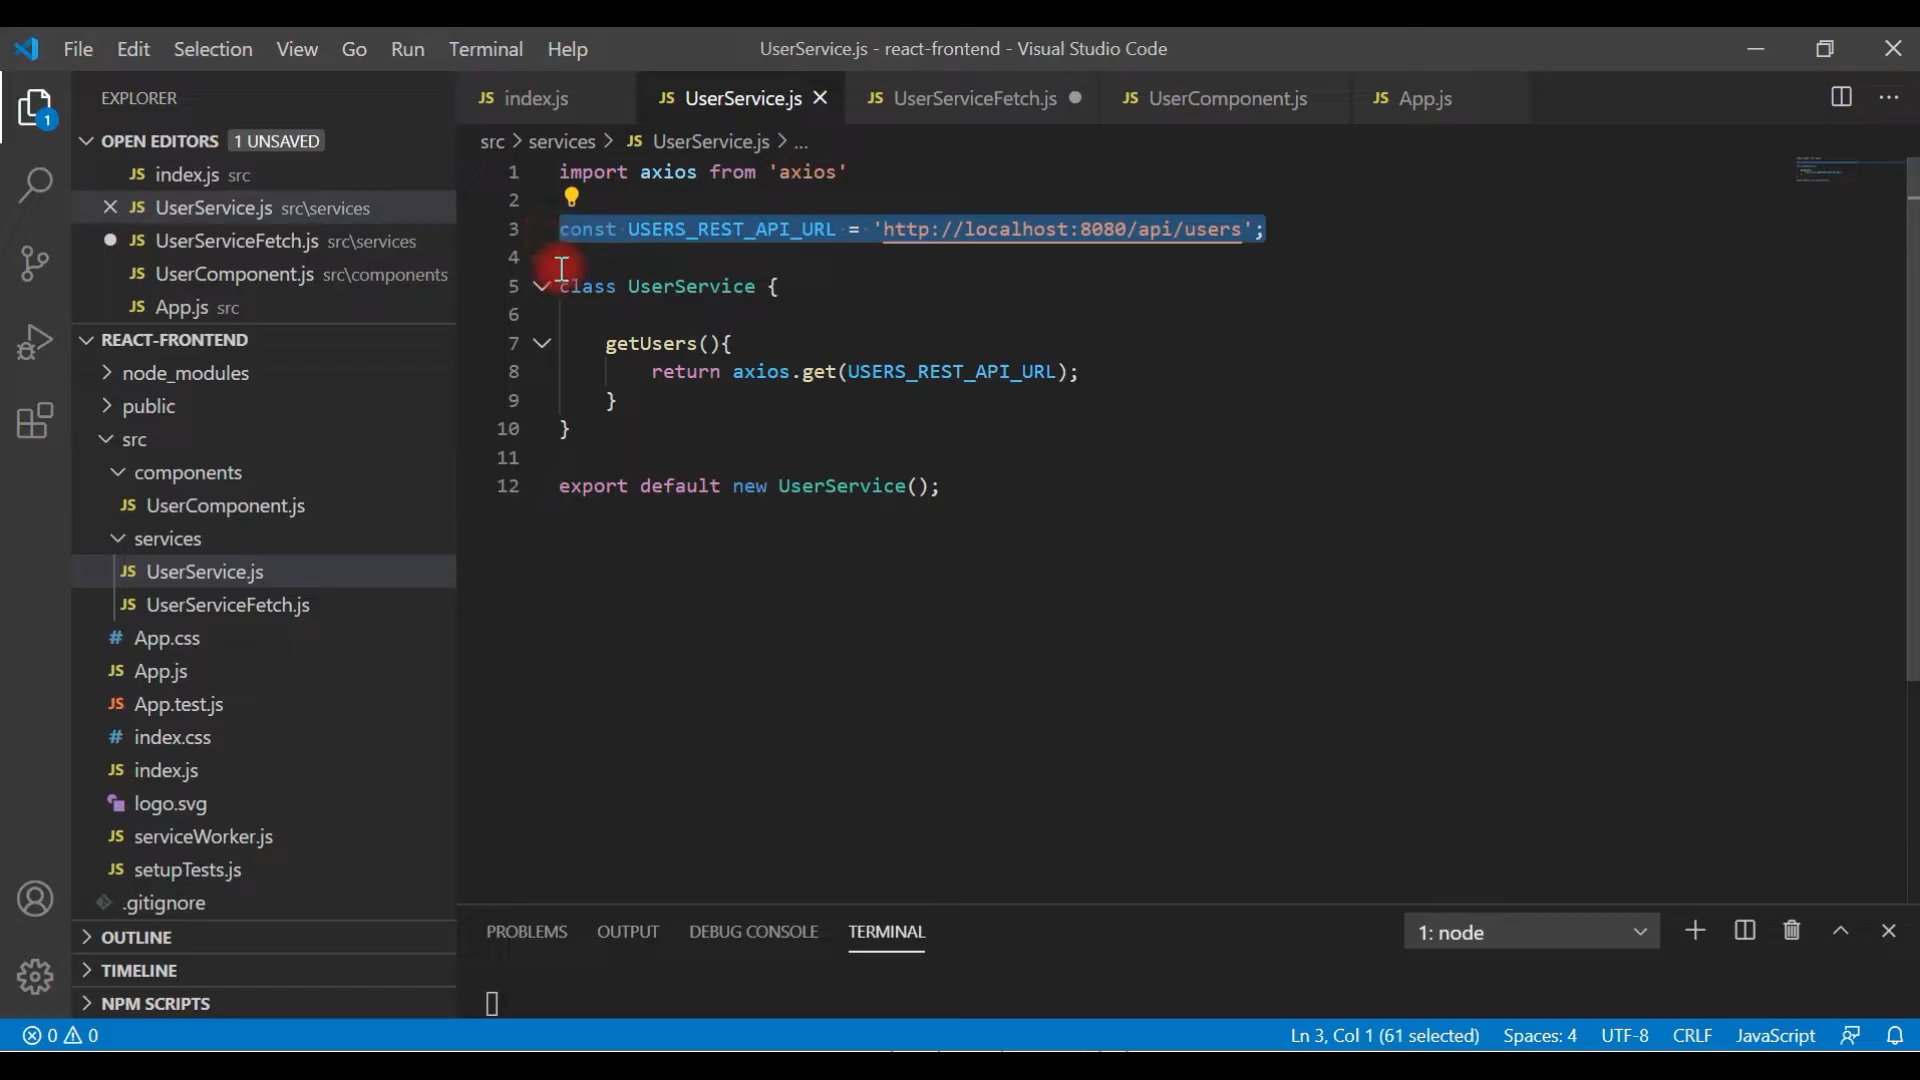 File Edit Selection View Go Run Terminal Help
UserService.js - react-frontend - Visual Studio Code
EXPLORER
OPEN EDITORS 1 UNSAVED
JS index.js src
JS UserService.js src\services
JS UserServiceFetch.js src\services
JS UserComponent.js src\components
JS App.js src
REACT-FRONTEND
node_modules
public
src
components
JS UserComponent.js
services
JS UserService.js
JS UserServiceFetch.js
# App.css
JS App.js
JS App.test.js
# index.css
JS index.js
logo.svg
JS serviceWorker.js
JS setupTests.js
.gitignore
OUTLINE
TIMELINE
NPM SCRIPTS
1
JS index.js JS UserService.js JS UserServiceFetch.js JS UserComponent.js JS App.js
src > services > JS UserService.js > ...
1 import axios from 'axios'
2
3 const USERS_REST_API_URL = 'http://localhost:8080/api/users';
4
5 class UserService {
6
7 getUsers(){
8 return axios.get(USERS_REST_API_URL);
9 }
10 }
11
12 export default new UserService();
PROBLEMS OUTPUT DEBUG CONSOLE TERMINAL
1: node
0 0
Ln 3, Col 1 (61 selected) Spaces: 4 UTF-8 CRLF JavaScript